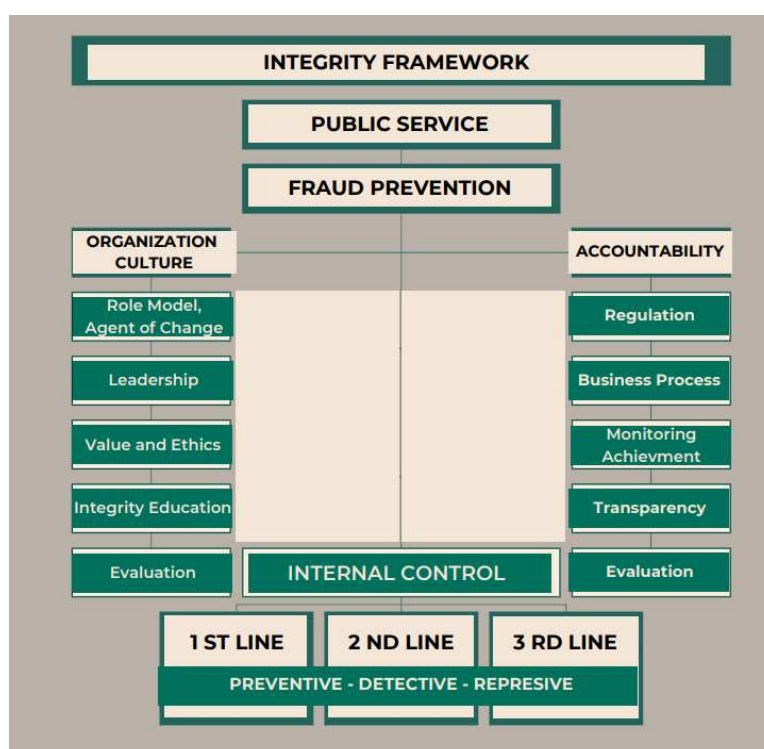 INTEGRITY FRAMEWORK
PUBLIC SERVICE
FRAUD PREVENTION
ORGANIZATION
CULTURE
Role Model,
Agent of Change
Leadership
Value and Ethics
Integrity Education
Evaluation
ACCOUNTABILITY
Regulation
Business Process
Monitoring
Achievment
Transparency
Evaluation
INTERNAL CONTROL
1 ST LINE
2 ND LINE
3 RD LINE
PREVENTIVE - DETECTIVE - REPRESIVE